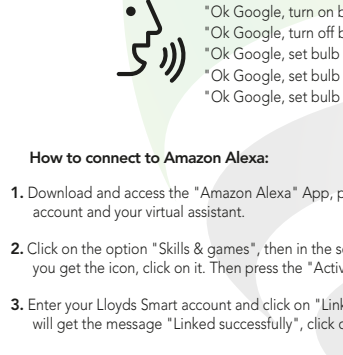 "Ok Google, turn on
"Ok Google, turn off
"Ok Google, set bulb
"Ok Google, set bulb
"Ok Google, set bulb
How to connect to Amazon Alexa:
1. Download and access the "Amazon Alexa" App,
account and your virtual assistant.
2. Click on the option "Skills & games", then in the
you get the icon, click on it. Then press the
3. Enter your Lloyds Smart account and click on
will get the message "Linked successfully", click